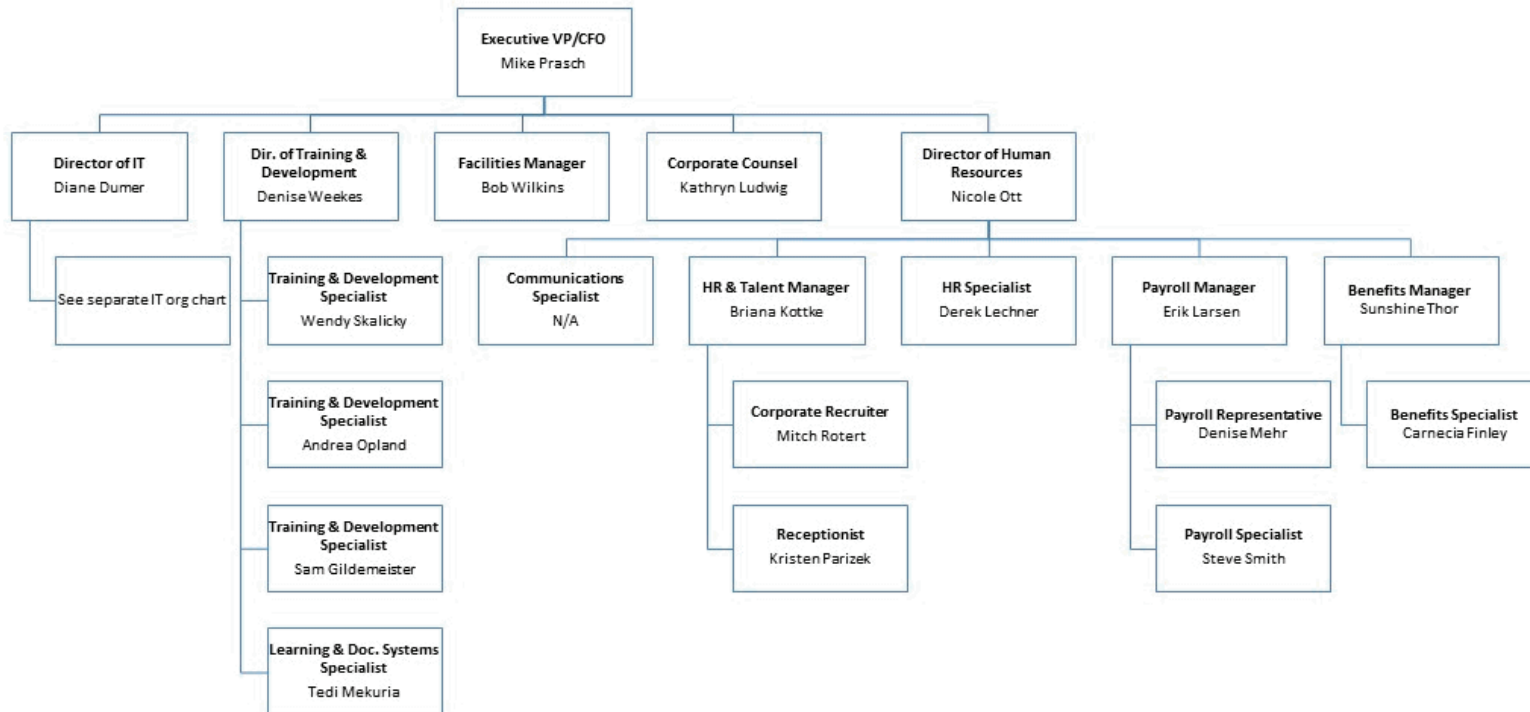 Executive VP/CFO
Mike Prasch
Director of IT
Diane Dumer
Dir. of Training &
Development
Denise Weekes
Facilities Manager
Bob Wilkins
Corporate Counsel
Kathryn Ludwig
Director of Human
Resources
Nicole Ott
See separate IT org chart
Training & Development
Specialist
Wendy Skalicky
Communications
Specialist
N/A
HR & Talent Manager
Briana Kottke
HR Specialist
Derek Lechner
Payroll Manager
Erik Larsen
Benefits Manager
Sunshine Thor
Training & Development
Specialist
Andrea Opland
Corporate Recruiter
Mitch Rotert
Payroll Representative
Denise Mehr
Benefits Specialist
Carnecia Finley
Training & Development
Specialist
Sam Gildemeister
Receptionist
Kristen Parizek
Payroll Specialist
Steve Smith
Learning & Doc. Systems
Specialist
Tedi Mekuria